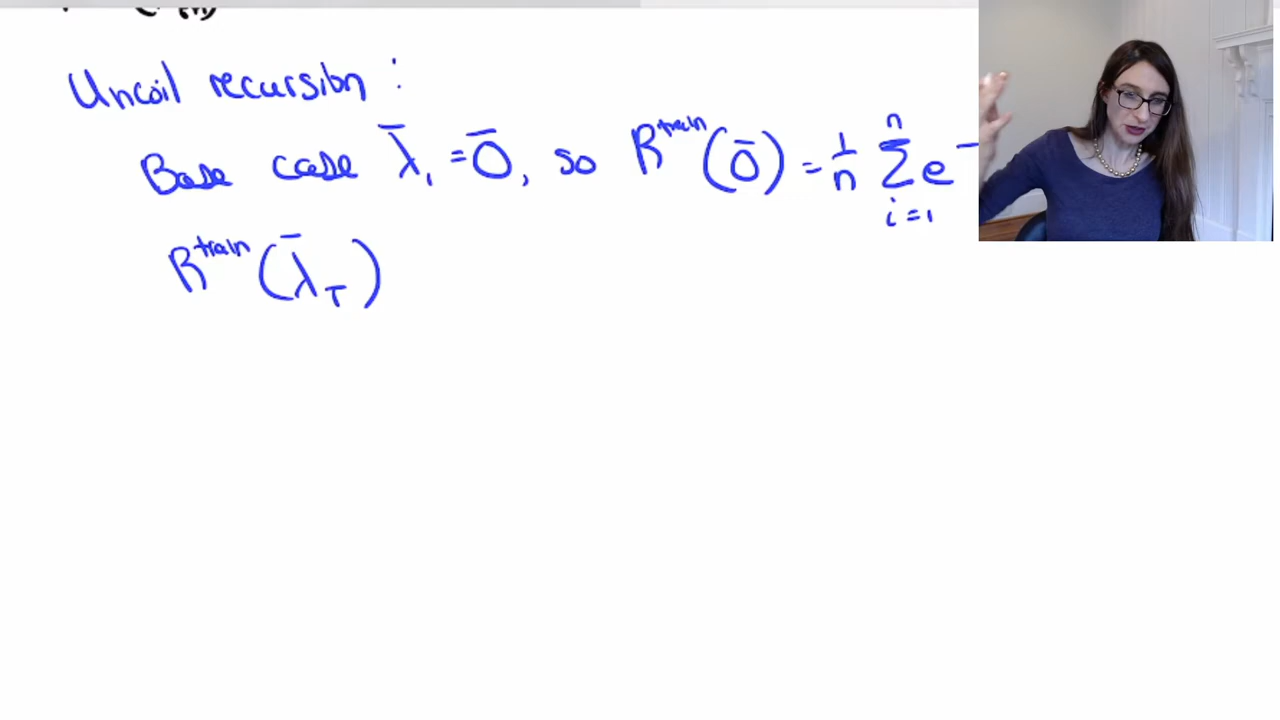 Uncoil recursion :
Base case λ̄₁ = 0̄, so R^train (0̄) = 1/n Σ_{i=1}^{n} e^-
R^train (λ̄_T)